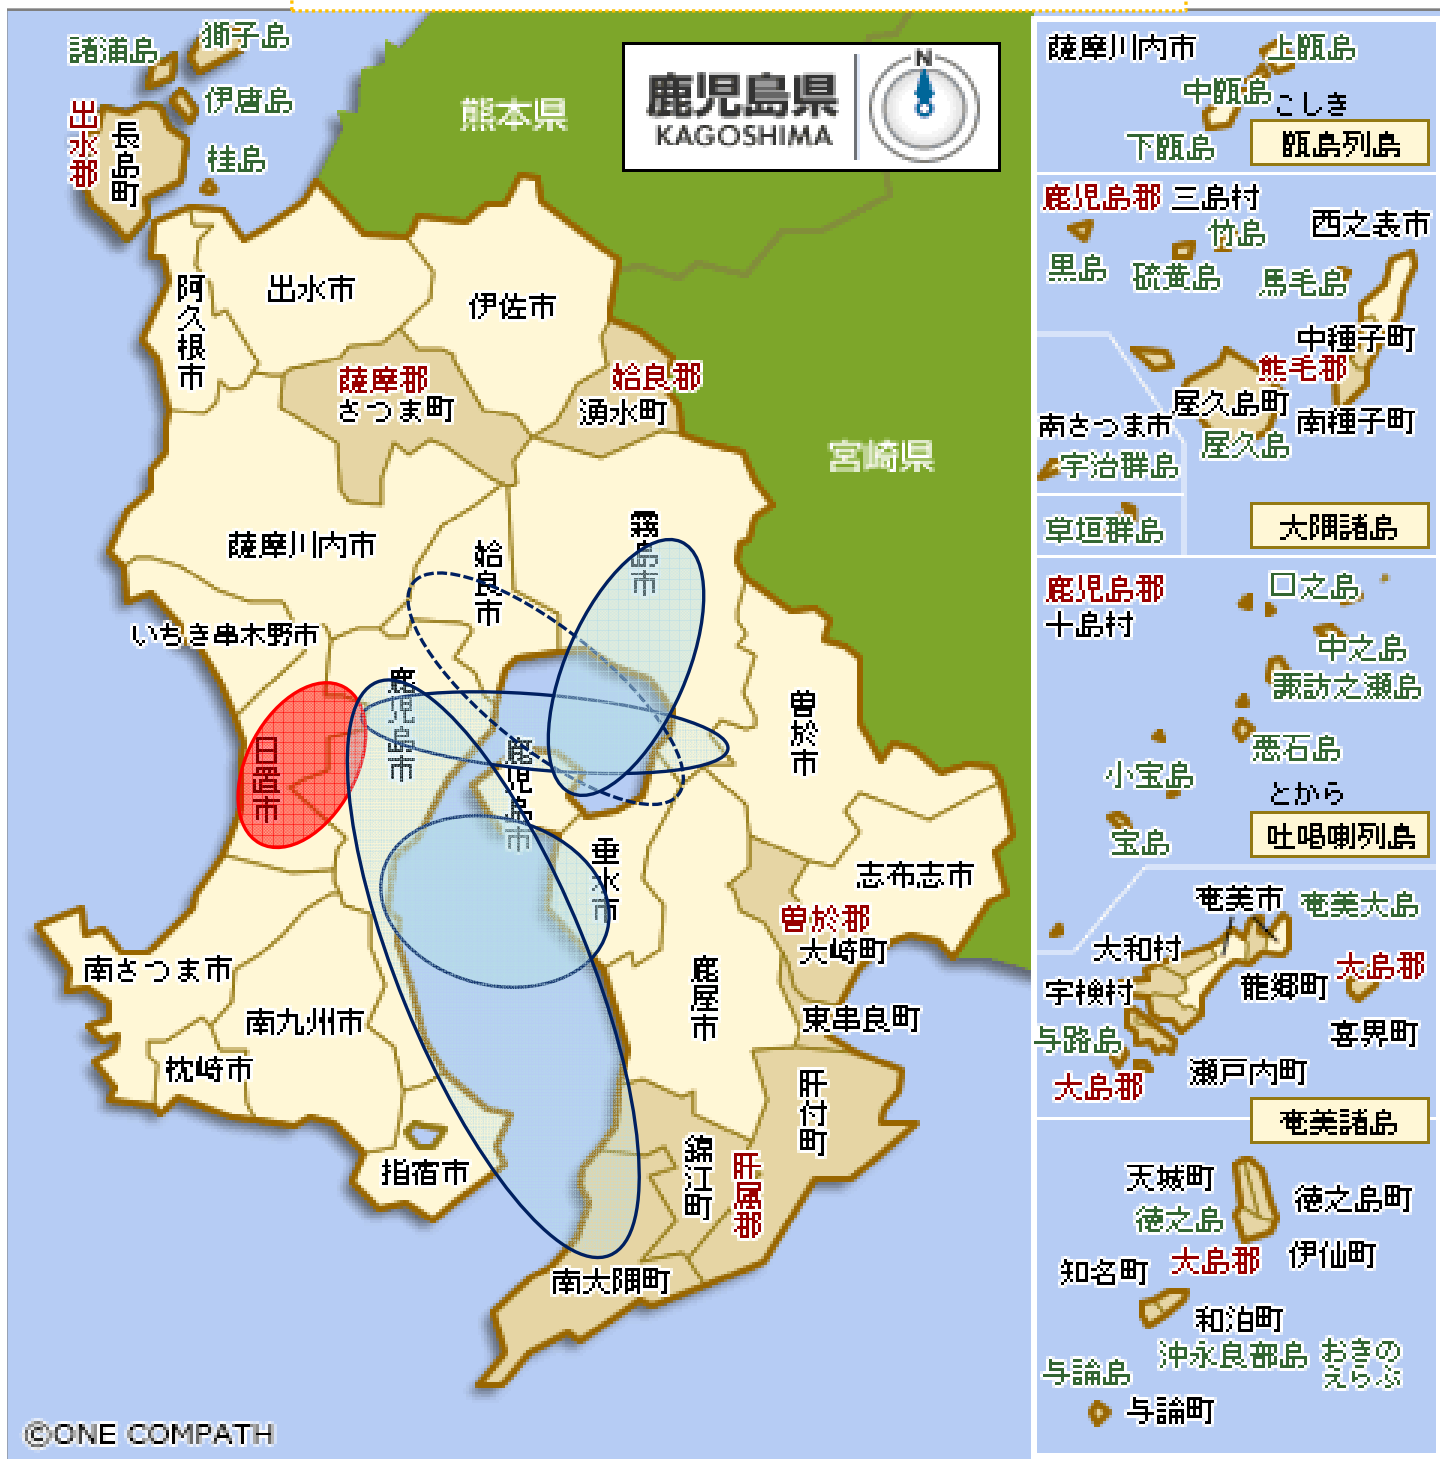 鹿児島県
KAGOSHIMA
N
熊本県
宮崎県
諸浦島
獅子島
伊唐島
桂島
出水郡
長島町
阿久根市
出水市
伊佐市
薩摩郡
さつま町
姶良郡
湧水町
薩摩川内市
姶良市
霧島市
いちき串木野市
鹿児島市
日置市
鹿児島市
垂水市
曽於市
志布志市
曽於郡
大崎町
東串良町
鹿屋市
南さつま市
南九州市
枕崎市
指宿市
肝付町
錦江町
肝属郡
南大隅町
©ONE COMPATH
薩摩川内市
上甑島
中甑島
こしき
下甑島
甑島列島
鹿児島郡
三島村
竹島
西之表市
黒島
硫黄島
馬毛島
中種子町
熊毛郡
屋久島町
南種子町
南さつま市
屋久島
宇治群島
草垣群島
大隅諸島
鹿児島郡
十島村
口之島
中之島
諏訪之瀬島
悪石島
小宝島
とから
宝島
吐噶喇列島
奄美市
奄美大島
大和村
大島郡
宇検村
龍郷町
与路島
喜界町
瀬戸内町
大島郡
奄美諸島
天城町
徳之島町
徳之島
大島郡
伊仙町
知名町
和泊町
沖永良部島
おきの
えらぶ
与論島
与論町